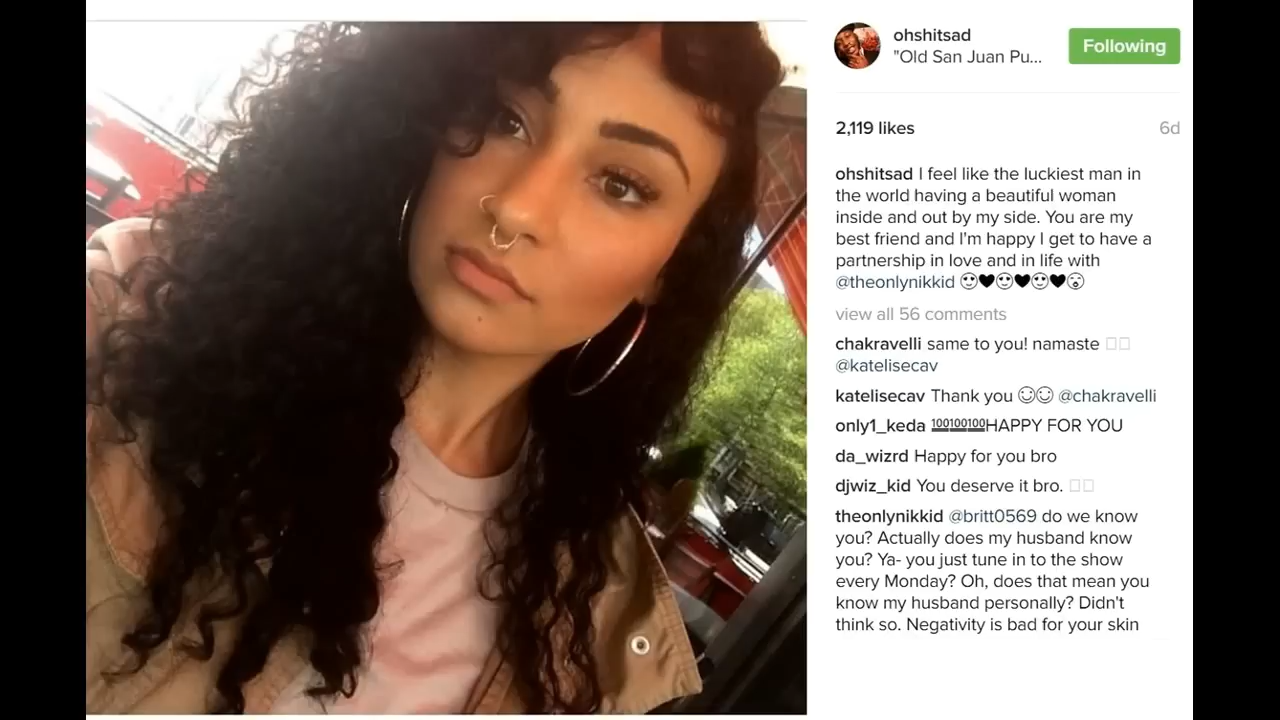 ohshitsad
"Old San Juan Pu...
Following
2,119 likes
6d
ohshitsad I feel like the luckiest man in
the world having a beautiful woman
inside and out by my side. You are my
best friend and I'm happy I get to have a
partnership in love and in life with
@theonlynikkid 😍🖤😍🖤😍🖤😘
view all 56 comments
chakravelli same to you! namaste
@katelisecav
katelisecav Thank you ☺☺ @chakravelli
only1_keda 💯💯💯HAPPY FOR YOU
da_wizrd Happy for you bro
djwiz_kid You deserve it bro.
theonlynikkid @britt0569 do we know
you? Actually does my husband know
you? Ya- you just tune in to the show
every Monday? Oh, does that mean you
know my husband personally? Didn't
think so. Negativity is bad for your skin